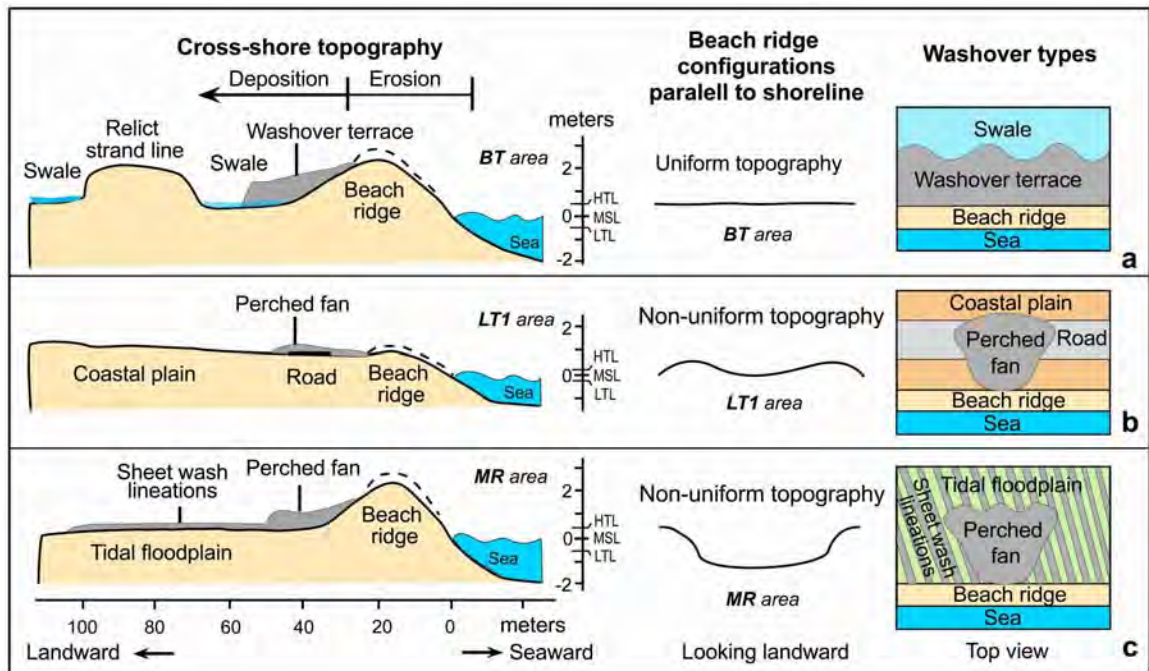 Cross-shore topography
Beach ridge
configurations
paralell to shoreline
Washover types
Deposition
Erosion
Relict
strand line
Washover terrace
Swale
Swale
Beach
ridge
Sea
BT area
meters
2
0
-2
HTL
MSL
LTL
Uniform topography
BT area
Swale
Washover terrace
Beach ridge
Sea
a
Perched fan
Coastal plain
Road
Beach
ridge
Sea
LT1 area
2
0
HTL
MSL
LTL
Non-uniform topography
LT1 area
Coastal plain
Perched
fan
Road
Beach ridge
Sea
b
Sheet wash
lineations
Perched fan
Tidal floodplain
Beach
ridge
Sea
MR area
2
0
-2
HTL
MSL
LTL
Non-uniform topography
MR area
Tidal floodplain
Sheet wash
lineations
Perched
fan
Beach ridge
Sea
100 80 60 40 20 0 meters
Landward
Seaward
Looking landward
Top view
c